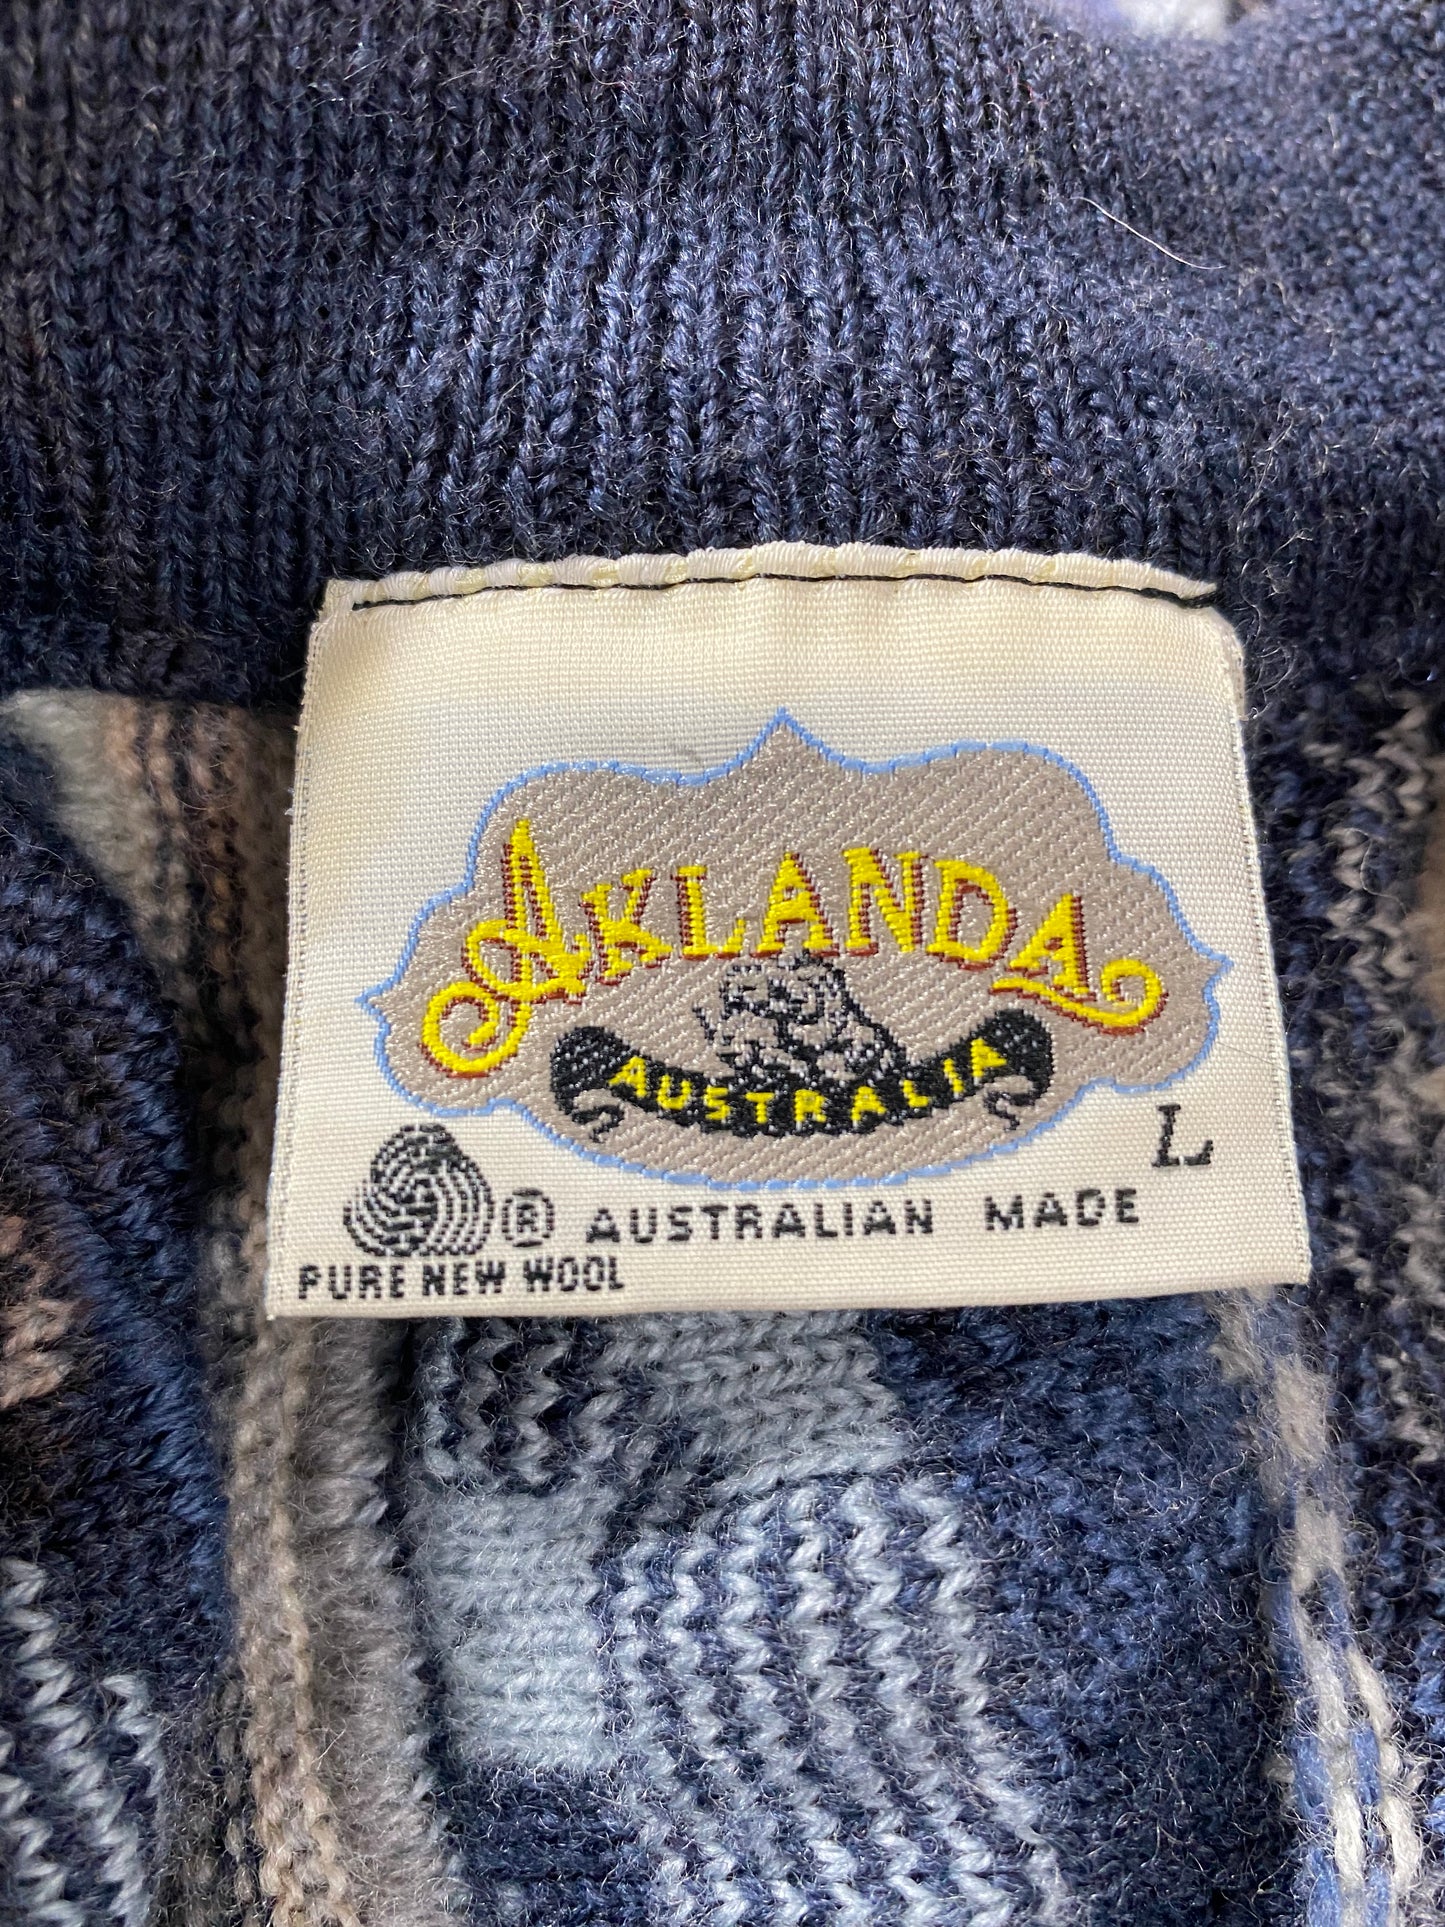 AKLANDA
AUSTRALIA
L
® AUSTRALIAN MADE
PURE NEW WOOL